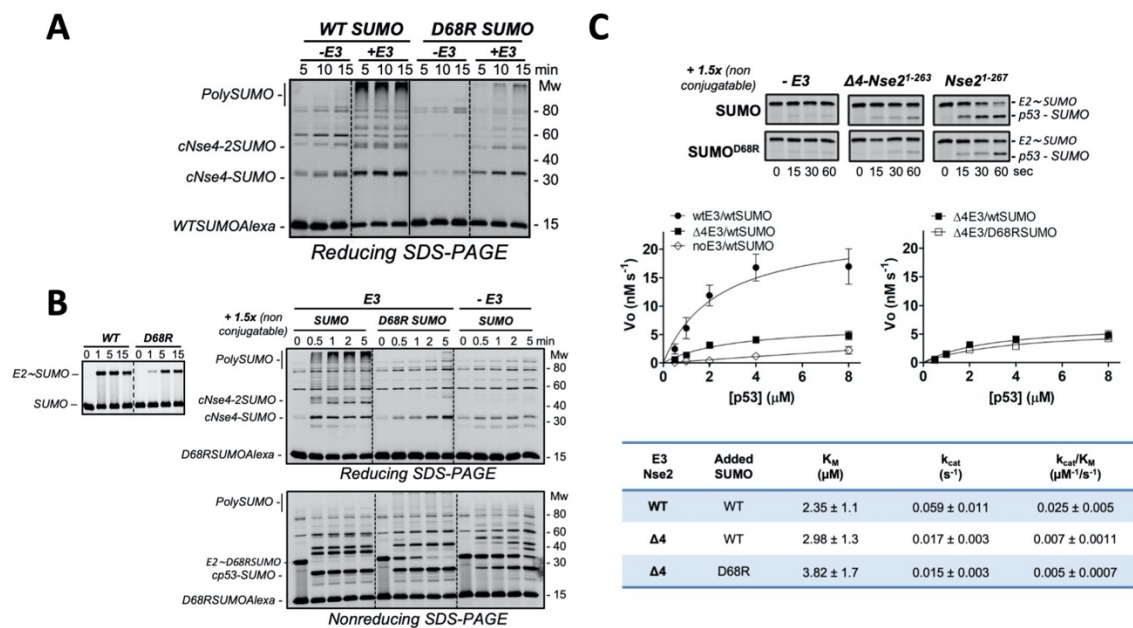 A
WT SUMO D68R SUMO
-E3 +E3 -E3 +E3
5 10 15 5 10 15 5 10 15 5 10 15 min
Mw
PolySUMO
- 80
- 60
cNse4-2SUMO
- 40
cNse4-SUMO
- 30
WTSUMOAlexa
- 15
Reducing SDS-PAGE
B
WT D68R
0 1 5 15 0 1 5 15
E2~SUMO
SUMO
E3 - E3
+ 1.5x (non conjugatable)
SUMO D68R SUMO SUMO
0 0.5 1 2 5 0 0.5 1 2 5 0 0.5 1 2 5 min
Mw
PolySUMO
- 80
- 60
cNse4-2SUMO
- 40
cNse4-SUMO
- 30
D68RSUMOAlexa
- 15
Reducing SDS-PAGE
Mw
PolySUMO
- 80
- 60
- 40
E2~D68RSUMO
- 30
cp53-SUMO
D68RSUMOAlexa
- 15
Nonreducing SDS-PAGE
C
+ 1.5x (non conjugatable)
- E3 Δ4-Nse2¹⁻²⁶³ Nse2¹⁻²⁶⁷
SUMO
- E2~SUMO
- p53 - SUMO
SUMOᴰ⁶⁸ᴿ
- E2~SUMO
- p53 - SUMO
0 15 30 60 0 15 30 60 0 15 30 60 sec
wtE3/wtSUMO
Δ4E3/wtSUMO
noE3/wtSUMO
Vo (nM s⁻¹)
20
15
10
5
0
0 2 4 6 8
[p53] (μM)
Δ4E3/wtSUMO
Δ4E3/D68RSUMO
Vo (nM s⁻¹)
20
15
10
5
0
0 2 4 6 8
[p53] (μM)
E3 Nse2 Added SUMO K_M (μM) k_cat (s⁻¹) k_cat/K_M (μM⁻¹/s⁻¹)
WT WT 2.35 ± 1.1 0.059 ± 0.011 0.025 ± 0.005
Δ4 WT 2.98 ± 1.3 0.017 ± 0.003 0.007 ± 0.0011
Δ4 D68R 3.82 ± 1.7 0.015 ± 0.003 0.005 ± 0.0007